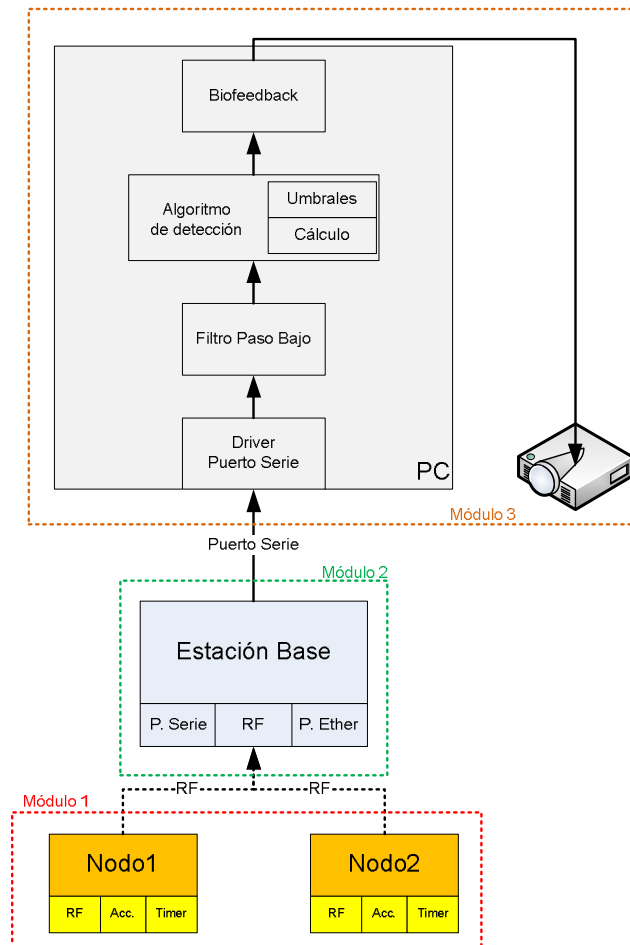 Biofeedback
Algoritmo
de detección
Umbrales
Cálculo
Filtro Paso Bajo
Driver
Puerto Serie
PC
Módulo 3
Puerto Serie
Módulo 2
Estación Base
P. Serie
RF
P. Ether
RF
RF
Módulo 1
Nodo1
RF
Acc.
Timer
Nodo2
RF
Acc.
Timer